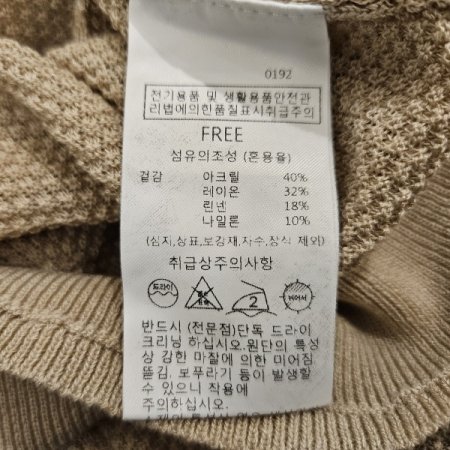 0192
전기용품 및 생활용품안전관
리법에의한품질표시취급주의
FREE
섬유의조성 (혼용율)
겉감 아크릴 40%
레이온 32%
린넨 18%
나일론 10%
(심지,상표,보강재,자수,장식 제외)
취급상주의사항
드라이 2
반드시 (전문점)단독 드라이
크리닝 하십시오.원단의 특성
상 강한 마찰에 의한 미어짐,
뜯김, 보푸라기 등이 발생할
수 있으니 착용에
주의하십시오.